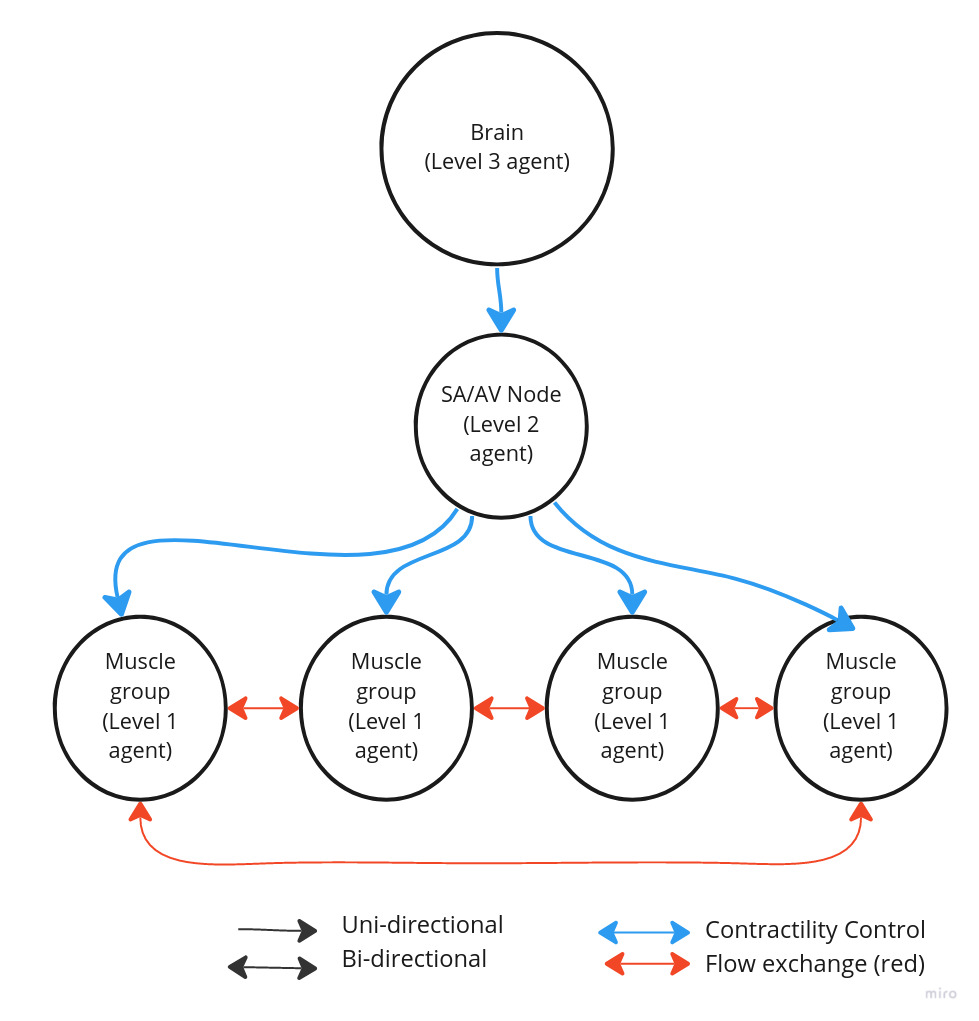 Brain
(Level 3 agent)
SA/AV Node
(Level 2
agent)
Muscle
group
(Level 1
agent)
Muscle
group
(Level 1
agent)
Muscle
group
(Level 1
agent)
Muscle
group
(Level 1
agent)
Uni-directional
Bi-directional
Contractility Control
Flow exchange (red)
miro